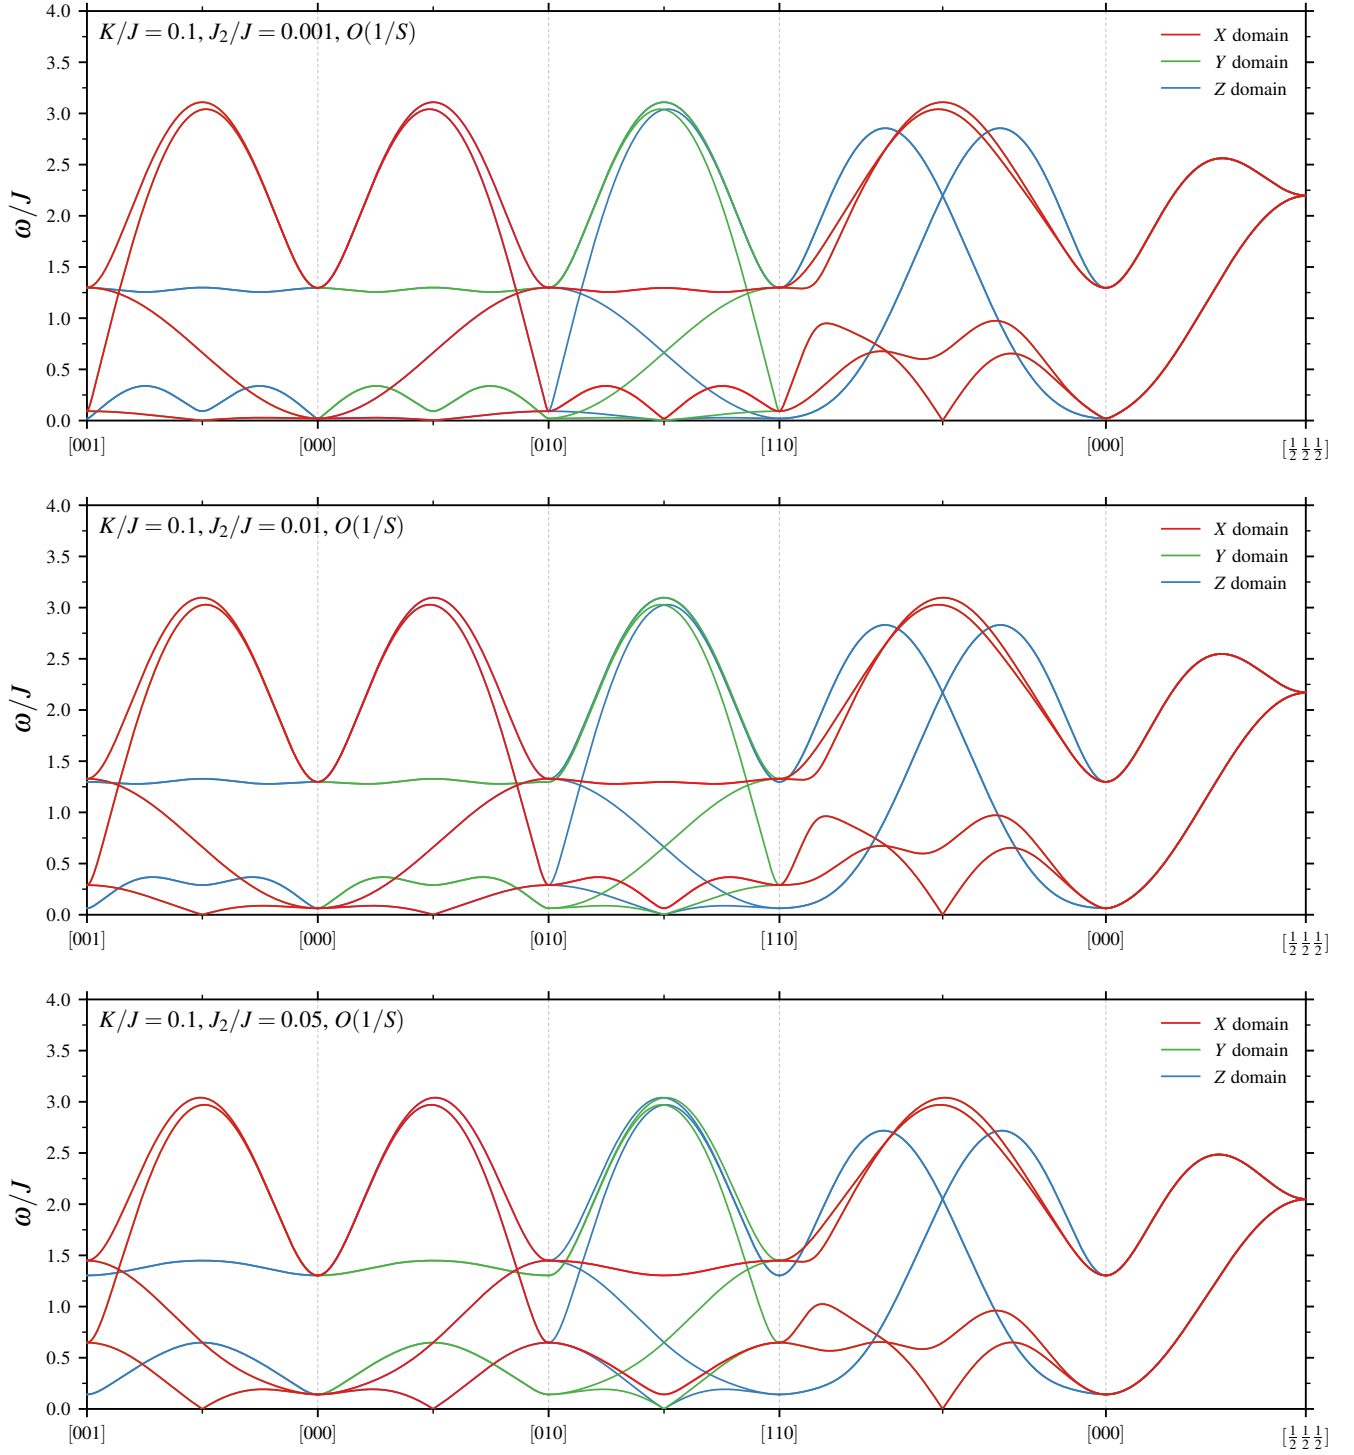 K/J = 0.1, J₂/J = 0.001, O(1/S)
X domain
Y domain
Z domain
4.0
3.5
3.0
2.5
2.0
1.5
1.0
0.5
0.0
ω/J
[001] [000] [010] [110] [000] [½ ½ ½]
K/J = 0.1, J₂/J = 0.01, O(1/S)
X domain
Y domain
Z domain
4.0
3.5
3.0
2.5
2.0
1.5
1.0
0.5
0.0
ω/J
[001] [000] [010] [110] [000] [½ ½ ½]
K/J = 0.1, J₂/J = 0.05, O(1/S)
X domain
Y domain
Z domain
4.0
3.5
3.0
2.5
2.0
1.5
1.0
0.5
0.0
ω/J
[001] [000] [010] [110] [000] [½ ½ ½]